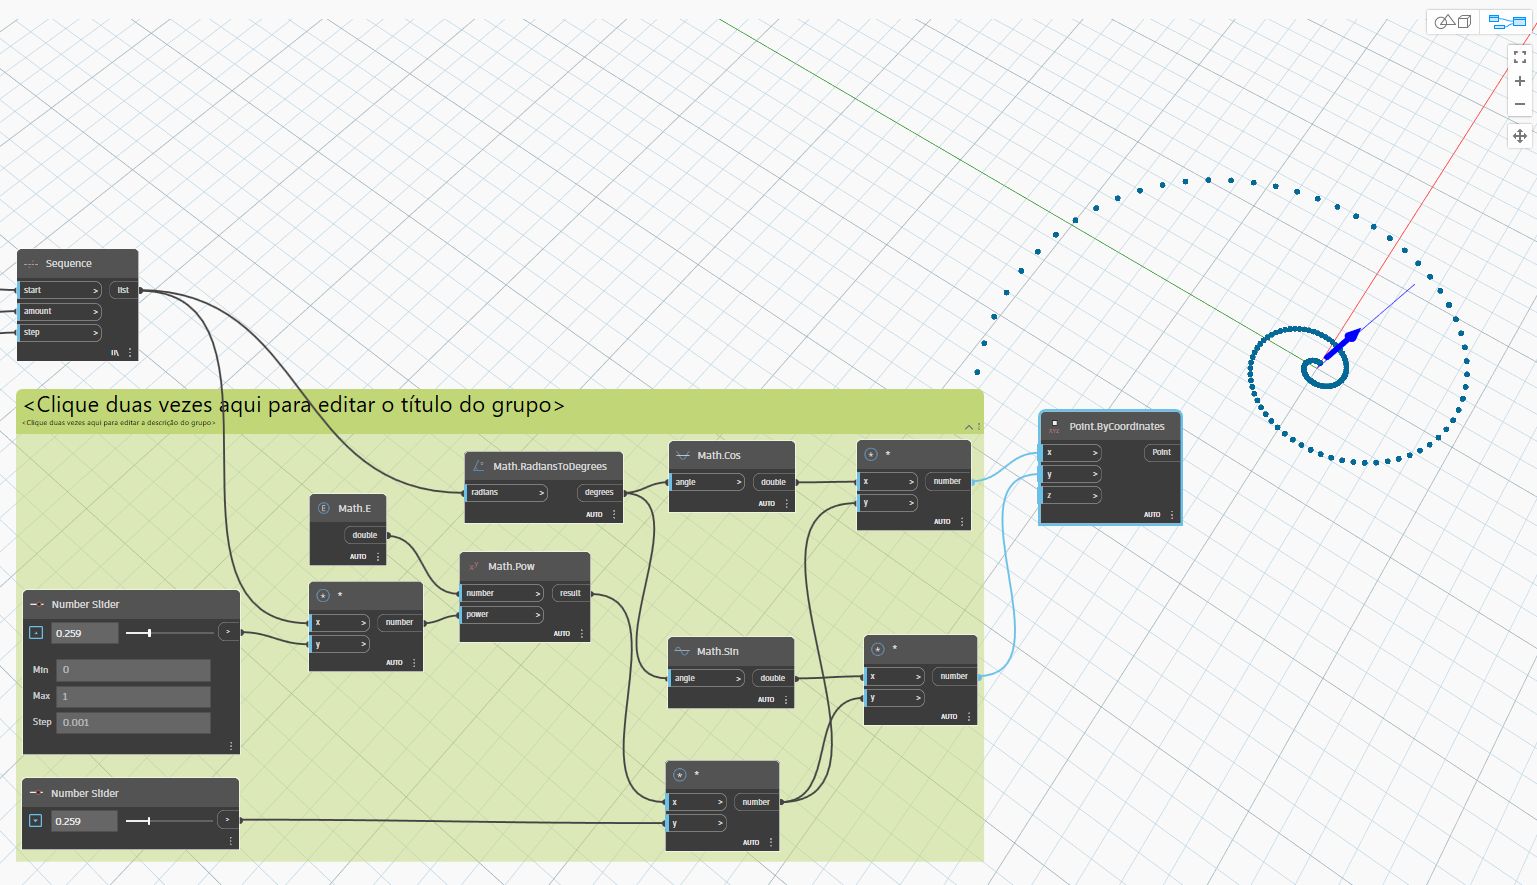 Sequence
start >
list
amount >
step >
<Clique duas vezes aqui para editar o título do grupo>
<Clique duas vezes aqui para editar a descrição do grupo>
Math.RadiansToDegrees
radians >
degrees
AUTO
Math.Cos
angle >
double
AUTO
*
x >
number
y >
AUTO
Point.ByCoordinates
x >
Point
y >
z >
AUTO
Math.E
double
AUTO
Math.Pow
number >
result
power >
AUTO
Number Slider
0.259
>
Min 0
Max 1
Step 0.001
*
x >
number
y >
AUTO
Math.Sin
angle >
double
AUTO
*
x >
number
y >
AUTO
Number Slider
0.259
>
*
x >
number
y >
AUTO